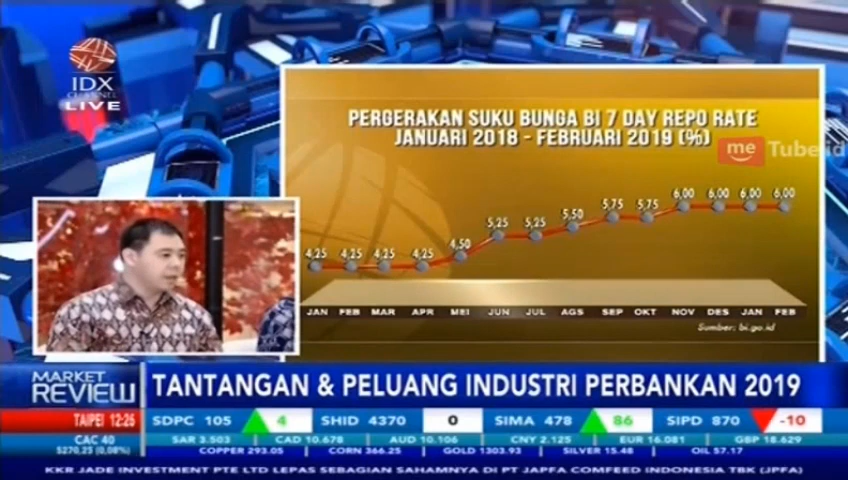 IDX
CHANNEL
LIVE
PERGERAKAN SUKU BUNGA BI 7 DAY REPO RATE
JANUARI 2018 - FEBRUARI 2019 (%)
me Tube.id
4,25 4,25 4,25 4,25 4,50 5,25 5,25 5,50 5,75 5,75 6,00 6,00 6,00 6,00
JAN FEB MAR APR MEI JUN JUL AGS SEP OKT NOV DES JAN FEB
Sumber: bi.go.id
MARKET
REVIEW
TANTANGAN & PELUANG INDUSTRI PERBANKAN 2019
TAIPEI 12:25 SDPC 105 4 SHID 4370 0 SIMA 478 86 SIPD 870 -10
CAC 40 SAR 3.503 CAD 10.678 AUD 10.106 CNY 2.125 EUR 16.081 GBP 18.629
5270,25 (0,08%) COPPER 293.05 CORN 366.25 GOLD 1303.93 SILVER 15.48 OIL 57.17
KKR JADE INVESTMENT PTE LTD LEPAS SEBAGIAN SAHAMNYA DI PT JAPFA COMFEED INDONESIA TBK (JPFA)